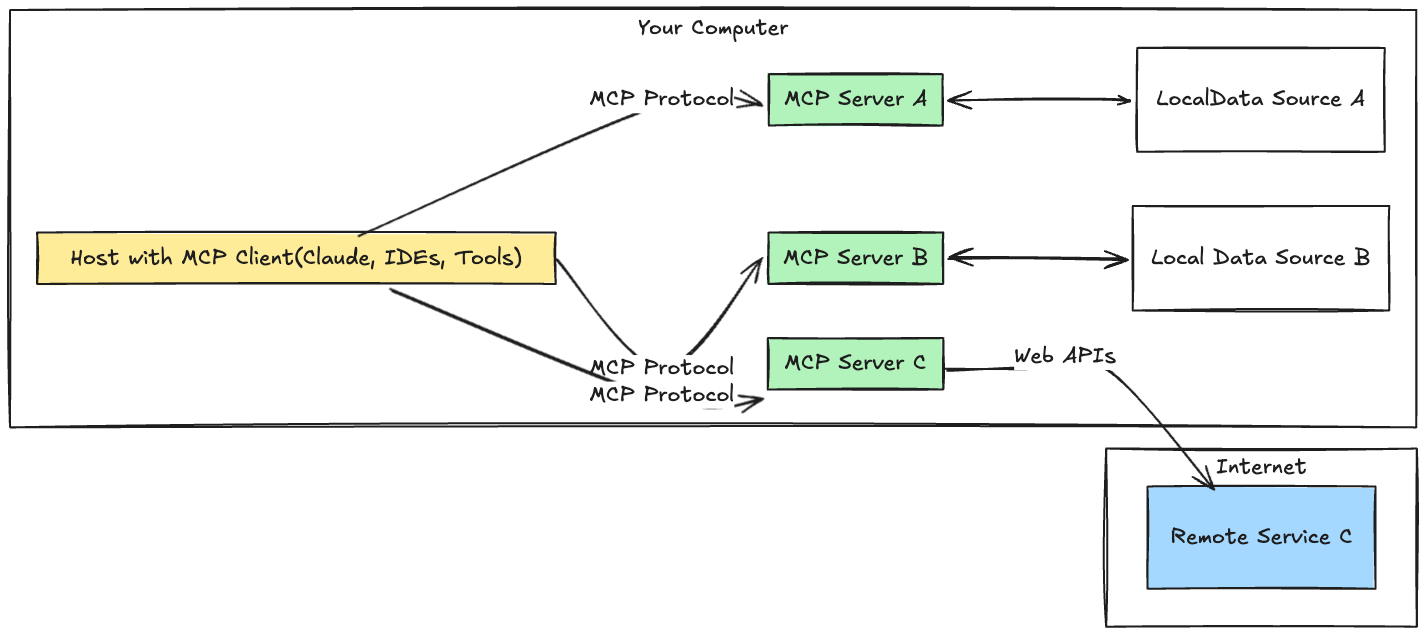 Your Computer
MCP Protocol
MCP Server A
LocalData Source A
Host with MCP Client(Claude, IDEs, Tools)
MCP Server B
Local Data Source B
MCP Protocol
MCP Server C
Web APIs
MCP Protocol
Internet
Remote Service C